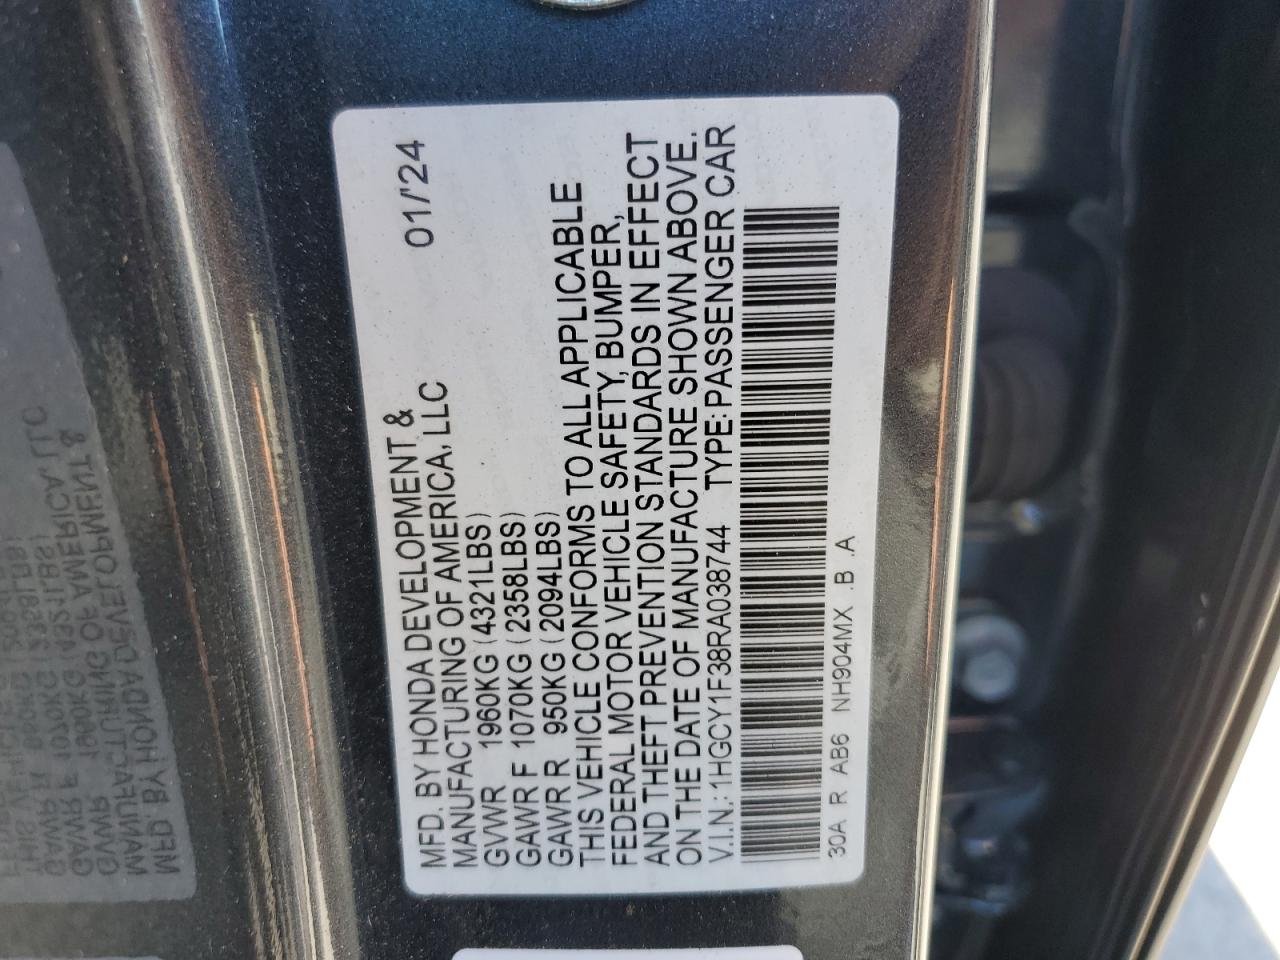 MFD. BY HONDA DEVELOPMENT & 01/'24
MANUFACTURING OF AMERICA, LLC
GVWR 1960KG (4321LBS)
GAWR F 1070KG (2358LBS)
GAWR R 950KG (2094LBS)
THIS VEHICLE CONFORMS TO ALL APPLICABLE
FEDERAL MOTOR VEHICLE SAFETY, BUMPER,
AND THEFT PREVENTION STANDARDS IN EFFECT
ON THE DATE OF MANUFACTURE SHOWN ABOVE.
V.I.N.: 1HGCY1F38RA038744 TYPE: PASSENGER CAR
30A R AB6 NH904MX .B .A